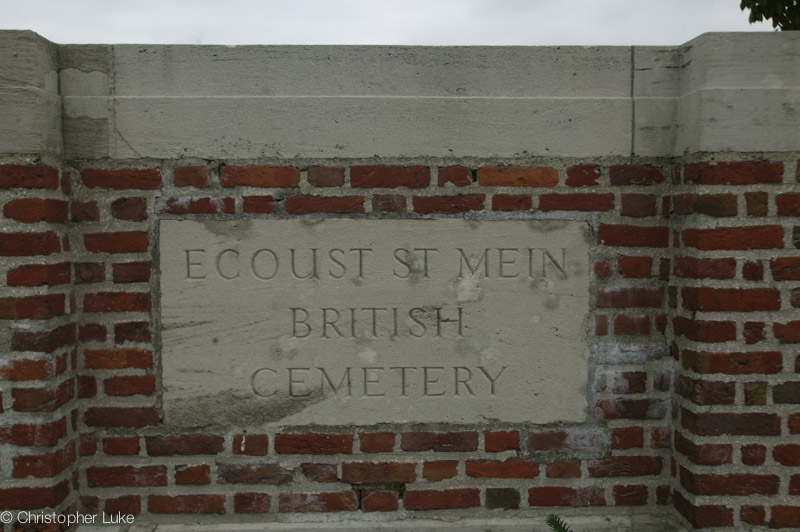 ECOUST ST MEIN
BRITISH
CEMETERY
© Christopher Luke